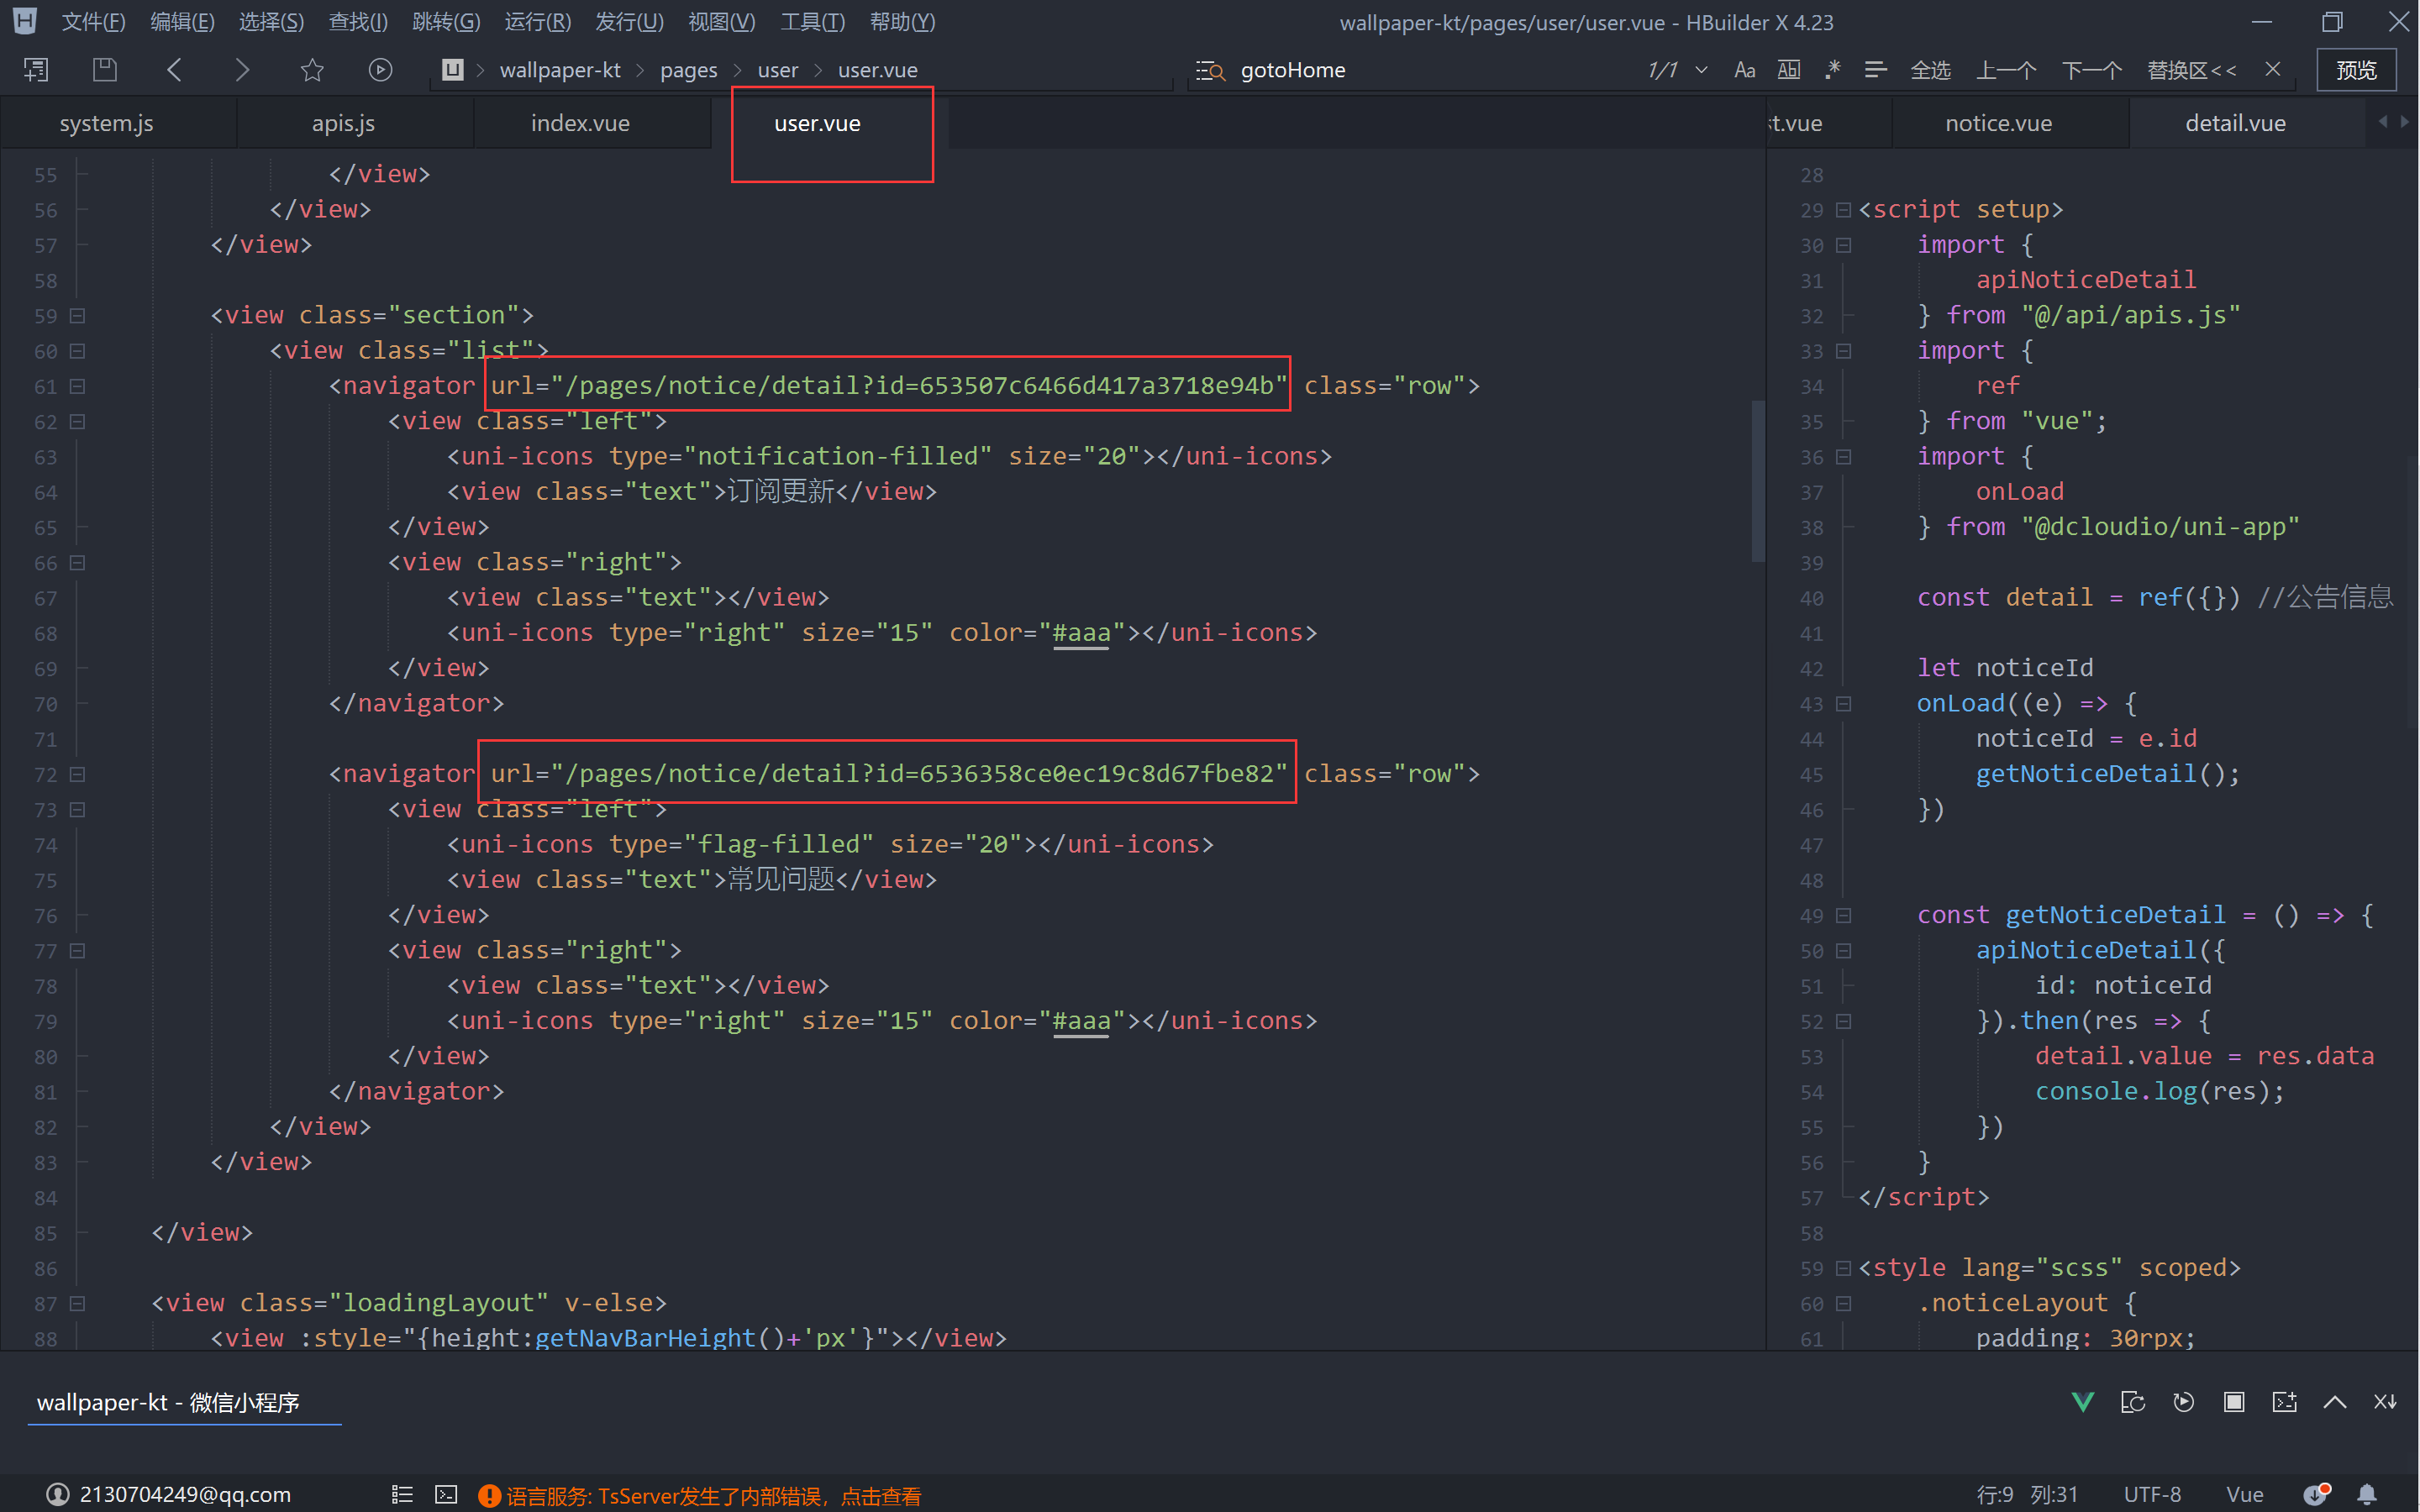 文件(F) 编辑(E) 选择(S) 查找(I) 跳转(G) 运行(R) 发行(U) 视图(V) 工具(T) 帮助(Y) wallpaper-kt/pages/user/user.vue - HBuilder X 4.23
wallpaper-kt pages user user.vue gotoHome 1/1 Aa Ab .* 全选 上一个 下一个 替换区<< 预览
system.js apis.js index.vue user.vue
55 </view>
56 </view>
57 </view>
58
59 <view class="section">
60 <view class="list">
61 <navigator url="/pages/notice/detail?id=653507c6466d417a3718e94b" class="row">
62 <view class="left">
63 <uni-icons type="notification-filled" size="20"></uni-icons>
64 <view class="text">订阅更新</view>
65 </view>
66 <view class="right">
67 <view class="text"></view>
68 <uni-icons type="right" size="15" color="#aaa"></uni-icons>
69 </view>
70 </navigator>
71
72 <navigator url="/pages/notice/detail?id=6536358ce0ec19c8d67fbe82" class="row">
73 <view class="left">
74 <uni-icons type="flag-filled" size="20"></uni-icons>
75 <view class="text">常见问题</view>
76 </view>
77 <view class="right">
78 <view class="text"></view>
79 <uni-icons type="right" size="15" color="#aaa"></uni-icons>
80 </view>
81 </navigator>
82 </view>
83 </view>
84
85 </view>
86
87 <view class="loadingLayout" v-else>
88 <view :style="{height:getNavBarHeight()+'px'}"></view>
t.vue notice.vue detail.vue
28
29 <script setup>
30 import {
31 apiNoticeDetail
32 } from "@/api/apis.js"
33 import {
34 ref
35 } from "vue";
36 import {
37 onLoad
38 } from "@dcloudio/uni-app"
39
40 const detail = ref({}) //公告信息
41
42 let noticeId
43 onLoad((e) => {
44 noticeId = e.id
45 getNoticeDetail();
46 })
47
48
49 const getNoticeDetail = () => {
50 apiNoticeDetail({
51 id: noticeId
52 }).then(res => {
53 detail.value = res.data
54 console.log(res);
55 })
56 }
57 </script>
58
59 <style lang="scss" scoped>
60 .noticeLayout {
61 padding: 30rpx;
wallpaper-kt - 微信小程序
2130704249@qq.com 语言服务: TsServer发生了内部错误，点击查看 行:9 列:31 UTF-8 Vue